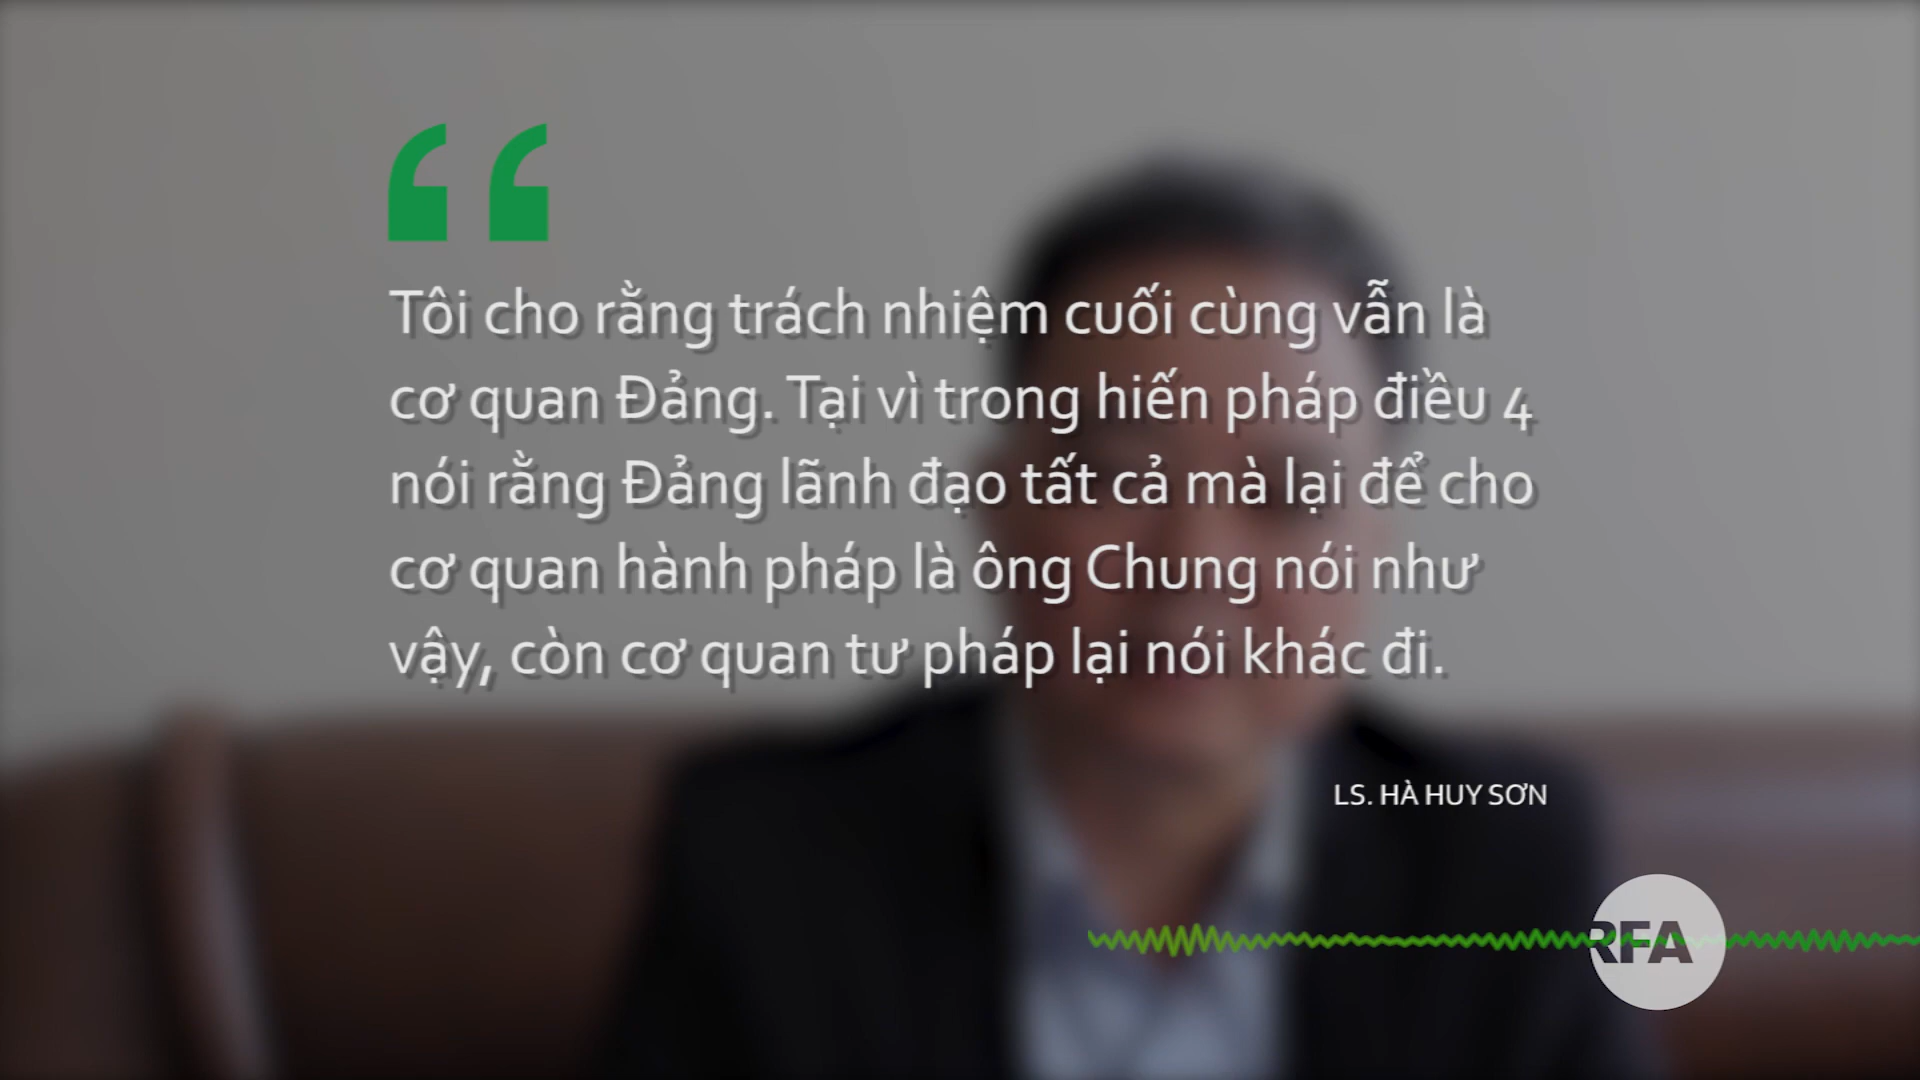 Tôi cho rằng trách nhiệm cuối cùng vẫn là
cơ quan Đảng. Tại vì trong hiến pháp điều 4
nói rằng Đảng lãnh đạo tất cả mà lại để cho
cơ quan hành pháp là ông Chung nói như
vậy, còn cơ quan tư pháp lại nói khác đi.
LS. HÀ HUY SƠN
RFA